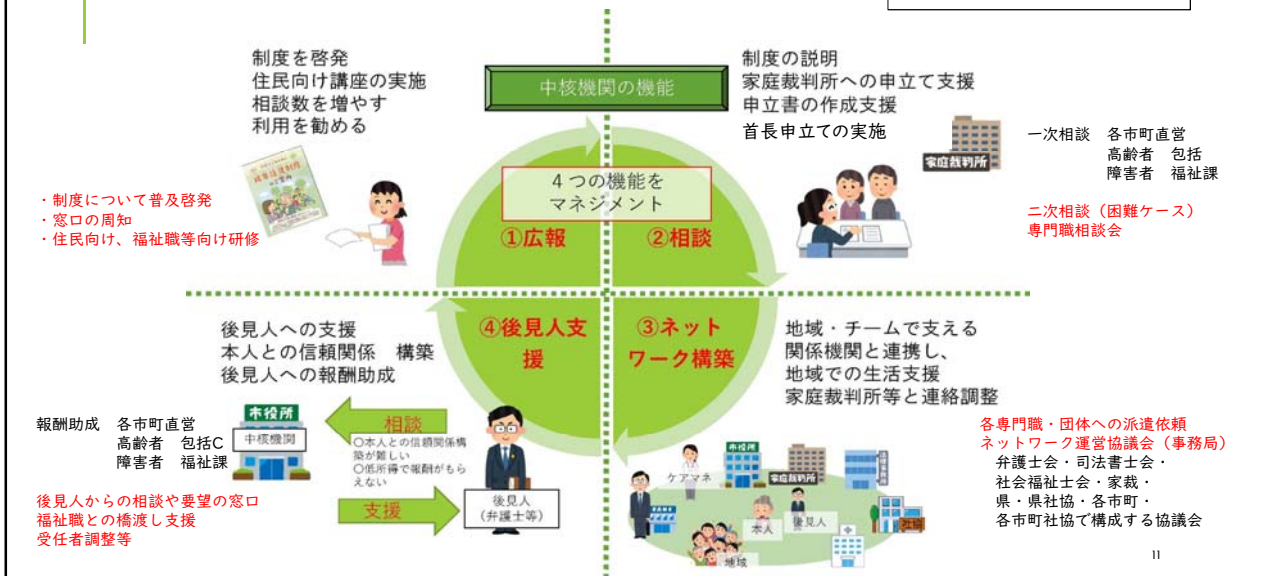 中核機関の機能
4つの機能を
マネジメント
制度を啓発
住民向け講座の実施
相談数を増やす
利用を勧める
・制度について普及啓発
・窓口の周知
・住民向け、福祉職等向け研修
①広報
制度の説明
家庭裁判所への申立て支援
申立書の作成支援
首長申立ての実施
家庭裁判所
一次相談 各市町直営
高齢者 包括
障害者 福祉課
二次相談(困難ケース)
専門職相談会
②相談
後見人への支援
本人との信頼関係 構築
後見人への報酬助成
④後見人支
援
報酬助成 各市町直営
高齢者 包括C
障害者 福祉課
後見人からの相談や要望の窓口
福祉職との橋渡し支援
受任者調整等
市役所
中核機関
相談
〇本人との信頼関係構
築が難しい
〇低所得で報酬がもら
えない
支援
後見人
(弁護士等)
③ネット
ワーク構築
地域・チームで支える
関係機関と連携し、
地域での生活支援
家庭裁判所等と連絡調整
各専門職・団体への派遣依頼
ネットワーク運営協議会(事務局)
弁護士会・司法書士会・
社会福祉士会・家裁・
県・県社協・各市町・
各市町社協で構成する協議会
ケアマネ
市役所
家庭裁判所
本人
後見人
社協
地域
11